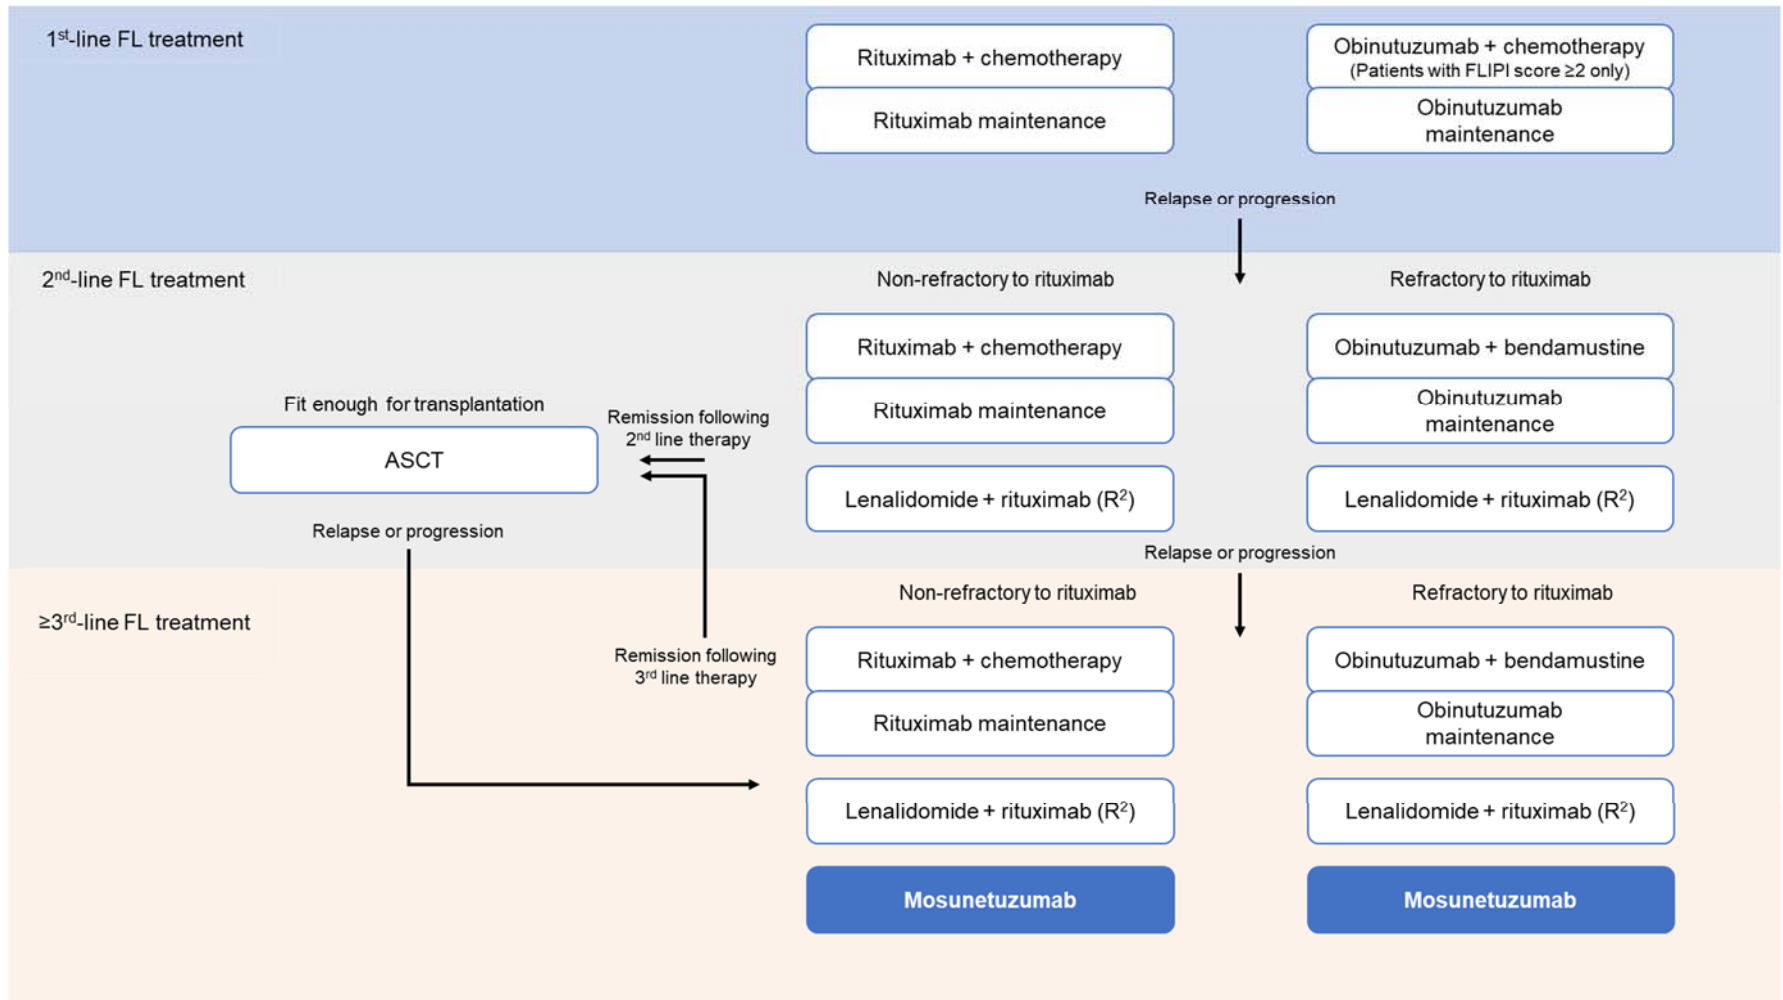 1st-line FL treatment
Rituximab + chemotherapy
Rituximab maintenance
Obinutuzumab + chemotherapy
(Patients with FLIPI score ≥2 only)
Obinutuzumab
maintenance
Relapse or progression
2nd-line FL treatment
Non-refractory to rituximab
Refractory to rituximab
Rituximab + chemotherapy
Rituximab maintenance
Obinutuzumab + bendamustine
Obinutuzumab
maintenance
Fit enough for transplantation
ASCT
Remission following
2nd line therapy
Lenalidomide + rituximab (R2)
Lenalidomide + rituximab (R2)
Relapse or progression
Relapse or progression
≥3rd-line FL treatment
Non-refractory to rituximab
Refractory to rituximab
Remission following
3rd line therapy
Rituximab + chemotherapy
Rituximab maintenance
Obinutuzumab + bendamustine
Obinutuzumab
maintenance
Lenalidomide + rituximab (R2)
Lenalidomide + rituximab (R2)
Mosunetuzumab
Mosunetuzumab